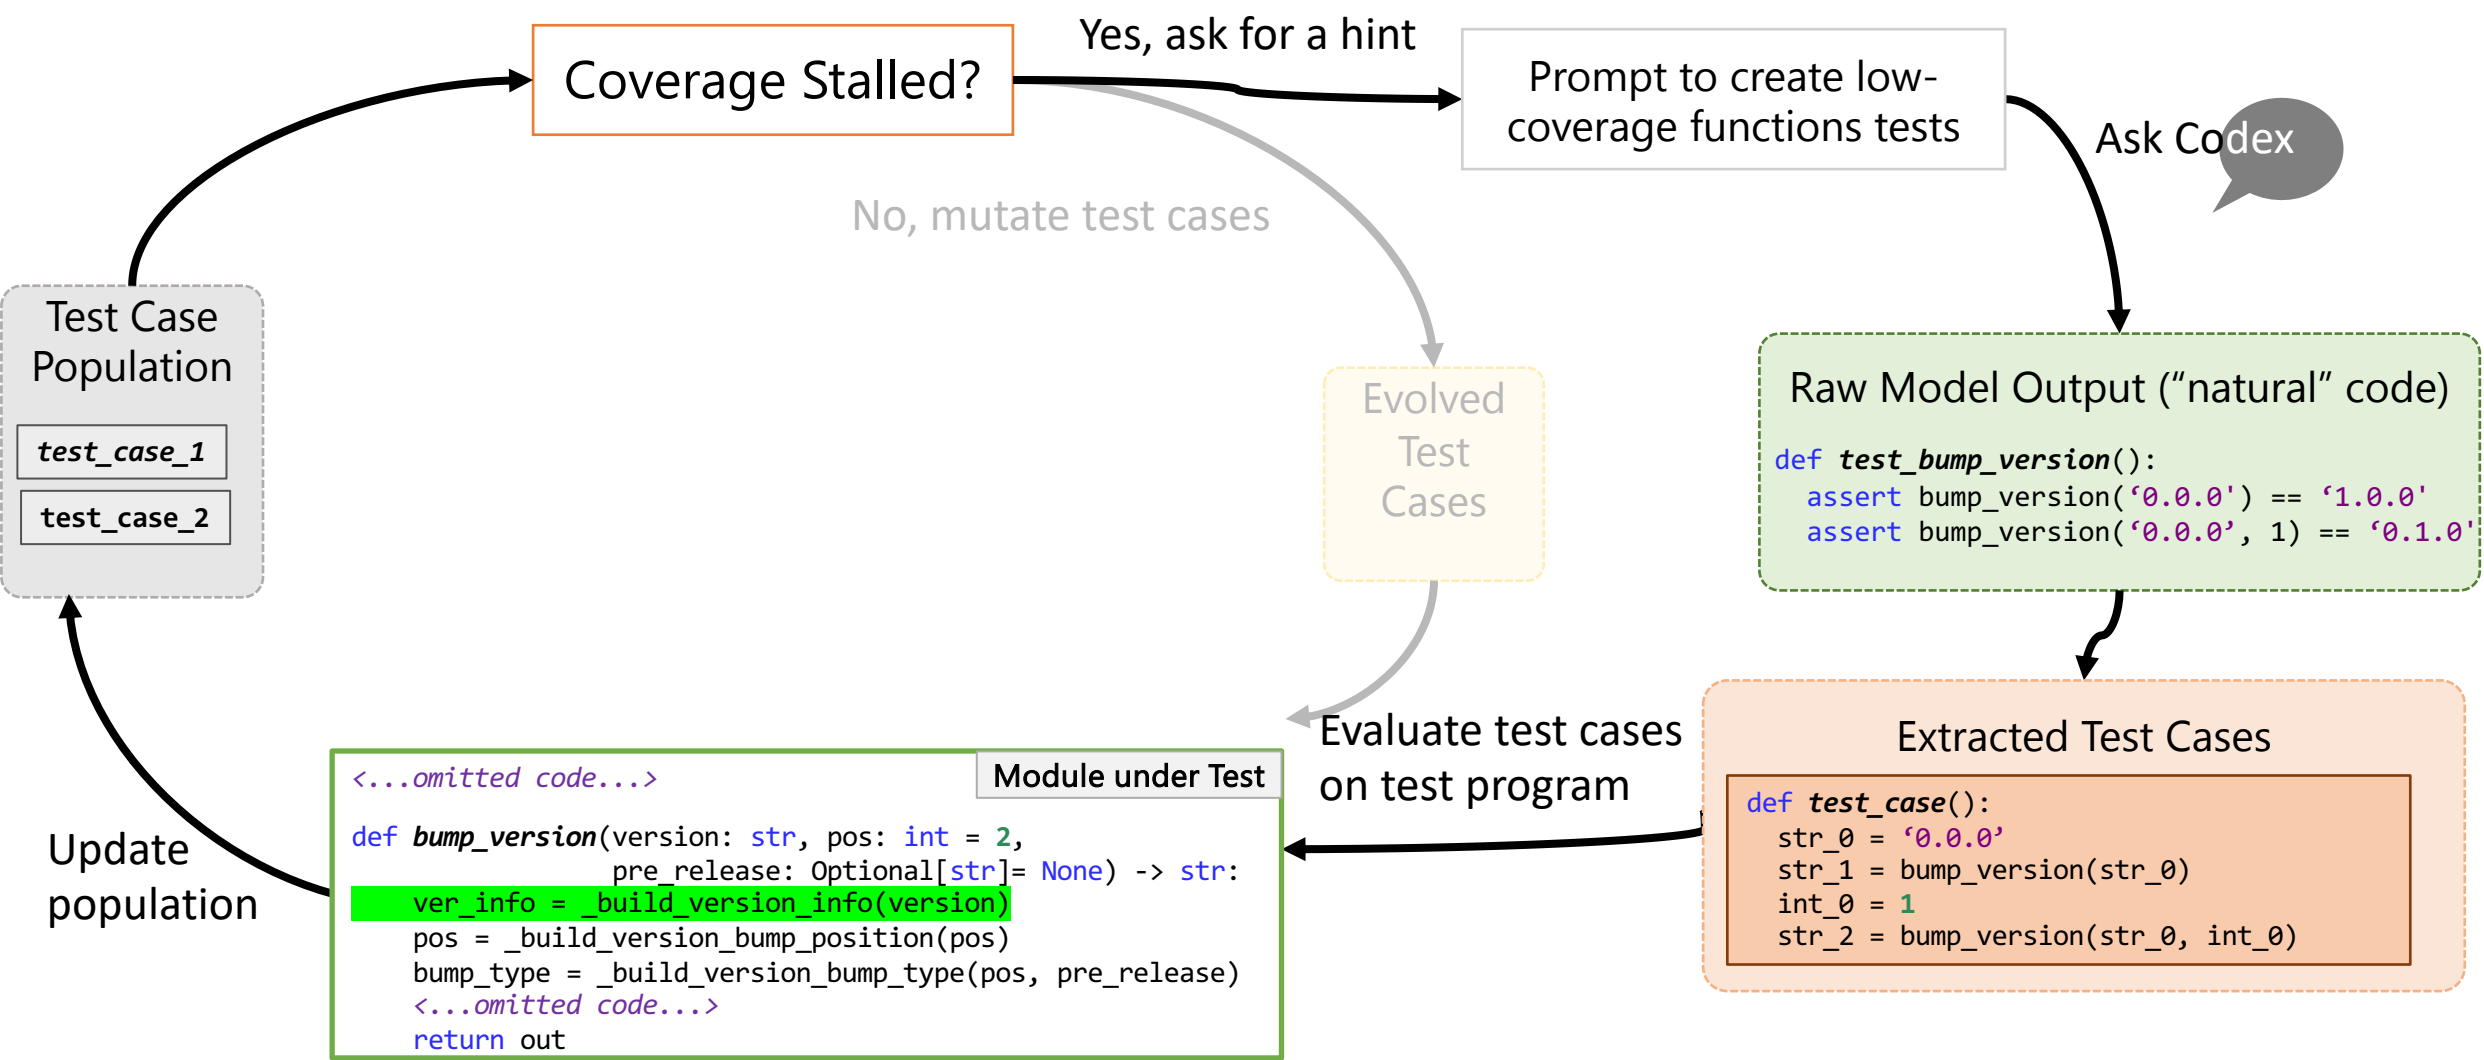 Yes, ask for a hint
Coverage Stalled?
Prompt to create low-
coverage functions tests
Ask Codex
No, mutate test cases
Test Case
Population
test_case_1
test_case_2
Evolved
Test
Cases
Raw Model Output (“natural” code)
def test_bump_version():
assert bump_version(‘0.0.0') == ‘1.0.0'
assert bump_version(‘0.0.0’, 1) == ‘0.1.0'
Extracted Test Cases
def test_case():
str_0 = ‘0.0.0’
str_1 = bump_version(str_0)
int_0 = 1
str_2 = bump_version(str_0, int_0)
Evaluate test cases
on test program
Module under Test
<...omitted code...>
def bump_version(version: str, pos: int = 2,
pre_release: Optional[str]= None) -> str:
ver_info = _build_version_info(version)
pos = _build_version_bump_position(pos)
bump_type = _build_version_bump_type(pos, pre_release)
<...omitted code...>
return out
Update
population